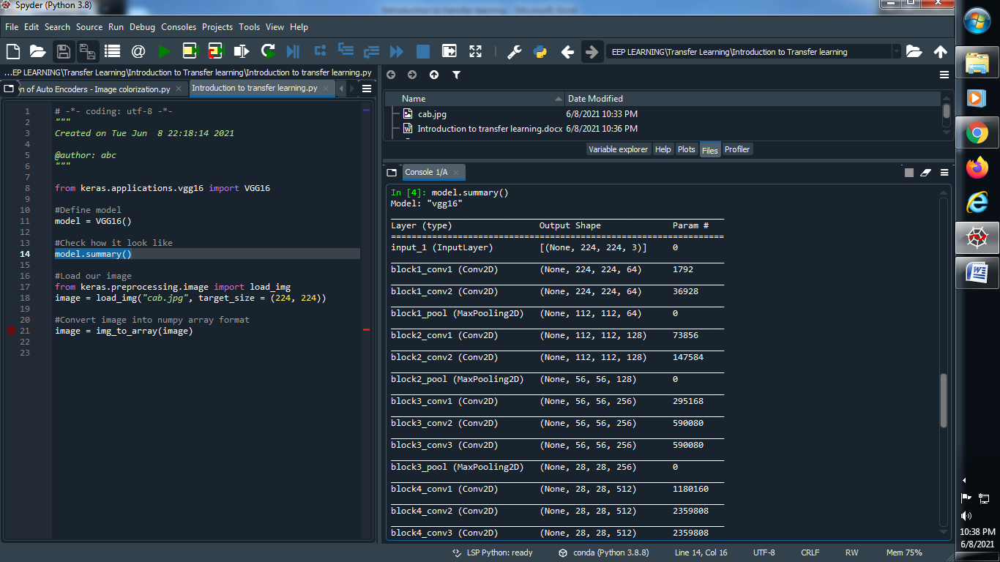 Spyder (Python 3.8)
File Edit Search Source Run Debug Consoles Projects Tools View Help
EEP LEARNING\Transfer Learning\Introduction to Transfer learning
...EP LEARNING\Transfer Learning\Introduction to Transfer learning\Introduction to transfer learning.py
n of Auto Encoders - Image colorization.py
Introduction to transfer learning.py
1 # -*- coding: utf-8 -*-
2 """
3 Created on Tue Jun  8 22:18:14 2021
4
5 @author: abc
6 """
7
8 from keras.applications.vgg16 import VGG16
9
10 #Define model
11 model = VGG16()
12
13 #Check how it look like
14 model.summary()
15
16 #Load our image
17 from keras.preprocessing.image import load_img
18 image = load_img("cab.jpg", target_size = (224, 224))
19
20 #Convert image into numpy array format
21 image = img_to_array(image)
22
23
Name Date Modified
cab.jpg 6/8/2021 10:33 PM
Introduction to transfer learning.docx 6/8/2021 10:36 PM
Variable explorer Help Plots Files Profiler
Console 1/A
In [4]: model.summary()
Model: "vgg16"
Layer (type) Output Shape Param #
=================================================================
input_1 (InputLayer) [(None, 224, 224, 3)] 0
block1_conv1 (Conv2D) (None, 224, 224, 64) 1792
block1_conv2 (Conv2D) (None, 224, 224, 64) 36928
block1_pool (MaxPooling2D) (None, 112, 112, 64) 0
block2_conv1 (Conv2D) (None, 112, 112, 128) 73856
block2_conv2 (Conv2D) (None, 112, 112, 128) 147584
block2_pool (MaxPooling2D) (None, 56, 56, 128) 0
block3_conv1 (Conv2D) (None, 56, 56, 256) 295168
block3_conv2 (Conv2D) (None, 56, 56, 256) 590080
block3_conv3 (Conv2D) (None, 56, 56, 256) 590080
block3_pool (MaxPooling2D) (None, 28, 28, 256) 0
block4_conv1 (Conv2D) (None, 28, 28, 512) 1180160
block4_conv2 (Conv2D) (None, 28, 28, 512) 2359808
block4_conv3 (Conv2D) (None, 28, 28, 512) 2359808
LSP Python: ready conda (Python 3.8.8) Line 14, Col 16 UTF-8 CRLF RW Mem 75%
10:38 PM
6/8/2021